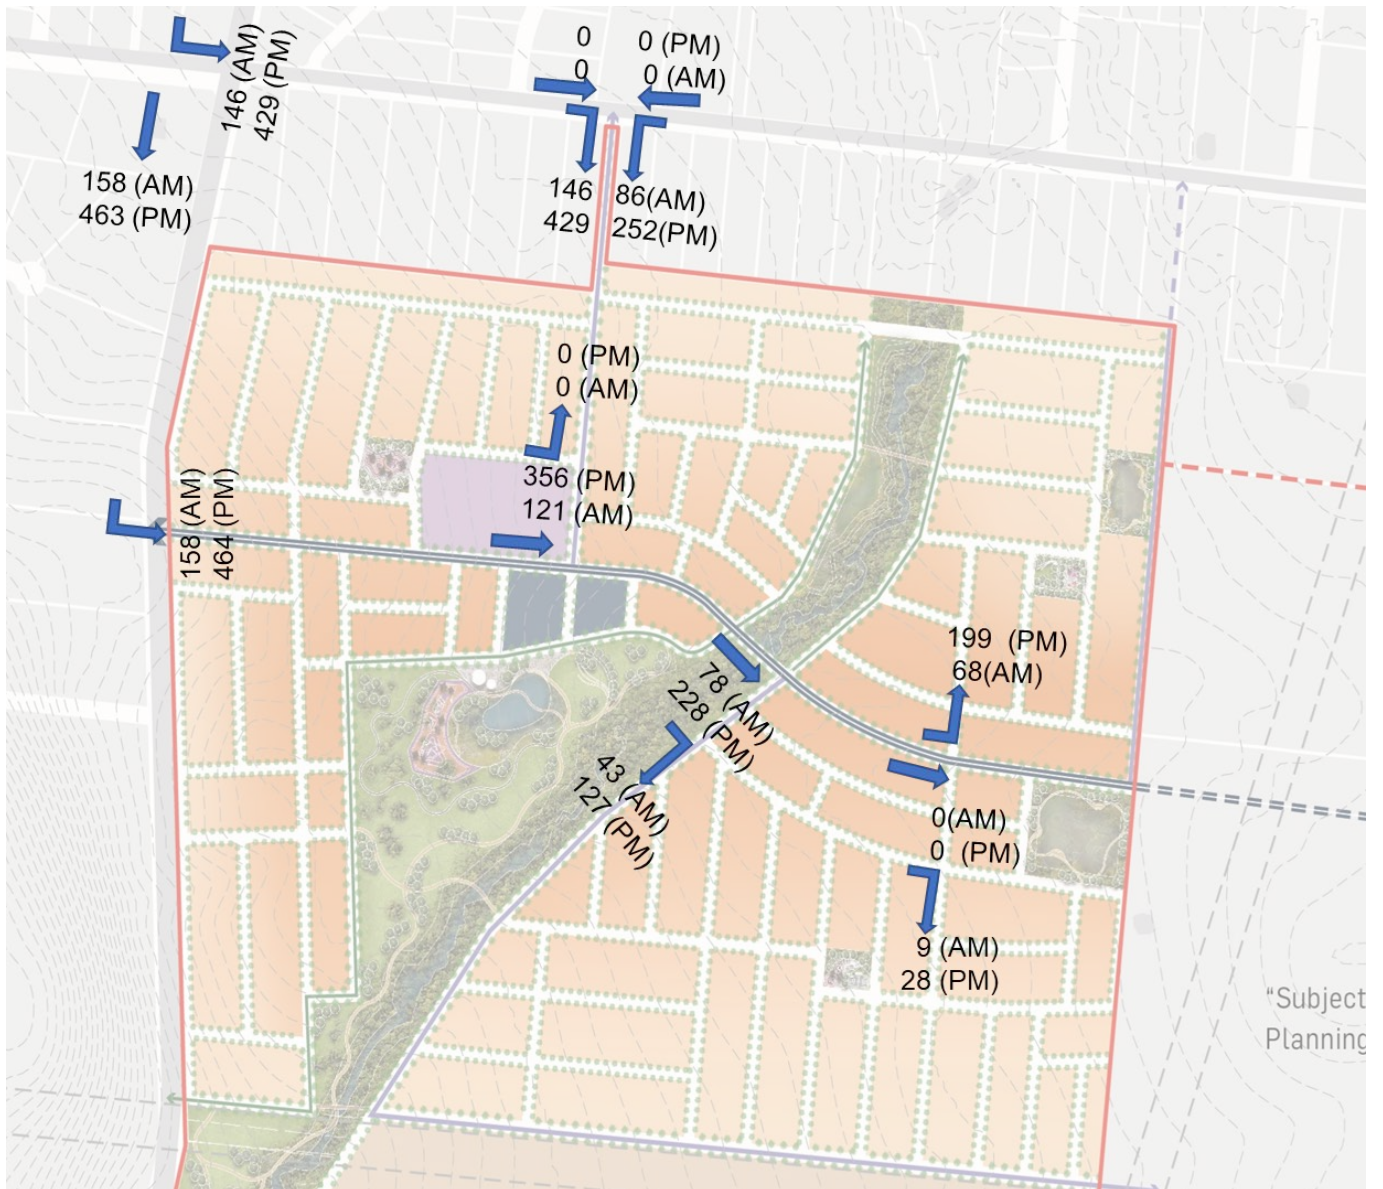 146 (AM)
429 (PM)
0
0 (PM)
0
0 (AM)
158 (AM)
463 (PM)
146
86(AM)
429
252(PM)
0 (PM)
0 (AM)
356 (PM)
121 (AM)
158 (AM)
464 (PM)
199 (PM)
68(AM)
78 (AM)
228 (PM)
43 (AM)
127 (PM)
0(AM)
0 (PM)
9 (AM)
28 (PM)
“Subject
Planning